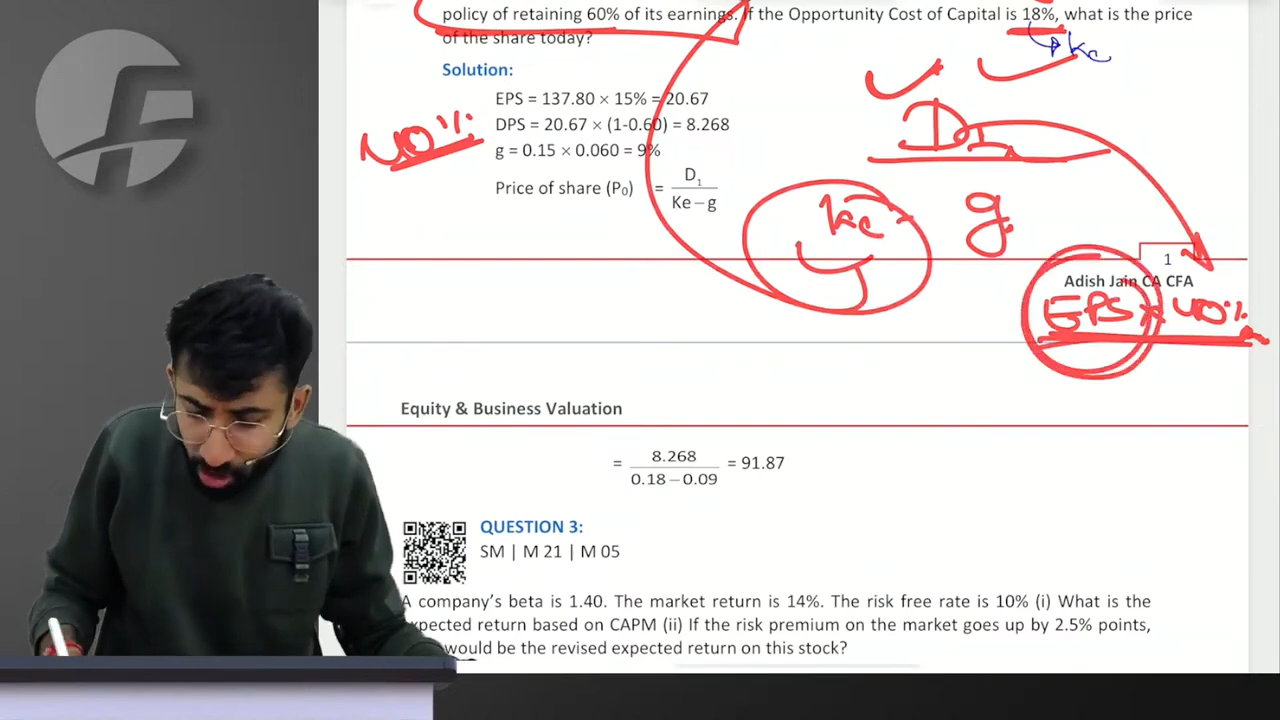 policy of retaining 60% of its earnings. If the Opportunity Cost of Capital is 18%, what is the price
of the share today?
ke
Solution:
EPS = 137.80 × 15% = 20.67
DPS = 20.67 × (1-0.60) = 8.268
g = 0.15 × 0.060 = 9%
40%
Price of share (P₀) = D₁
Ke – g
ke
g
1
Adish Jain CA CFA
EPS × 40%
Equity & Business Valuation
= 8.268
0.18 – 0.09
= 91.87
QUESTION 3:
SM | M 21 | M 05
A company's beta is 1.40. The market return is 14%. The risk free rate is 10% (i) What is the
expected return based on CAPM (ii) If the risk premium on the market goes up by 2.5% points,
would be the revised expected return on this stock?